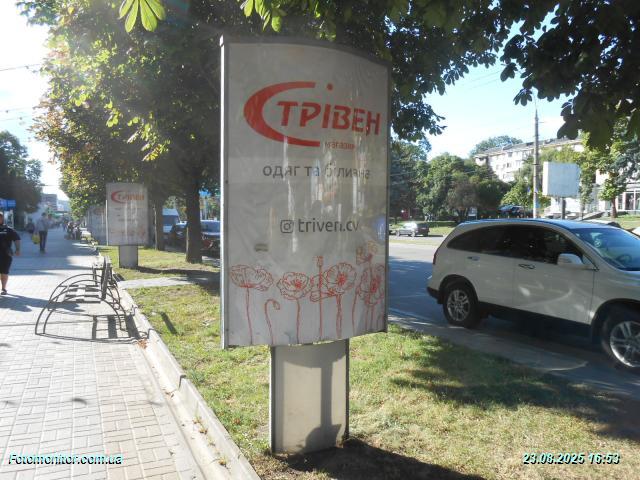 ТРІВЕН
магазин
одяг та білизна
triven.cv
Fotomonitor.com.ua
23.08.2025 16:53